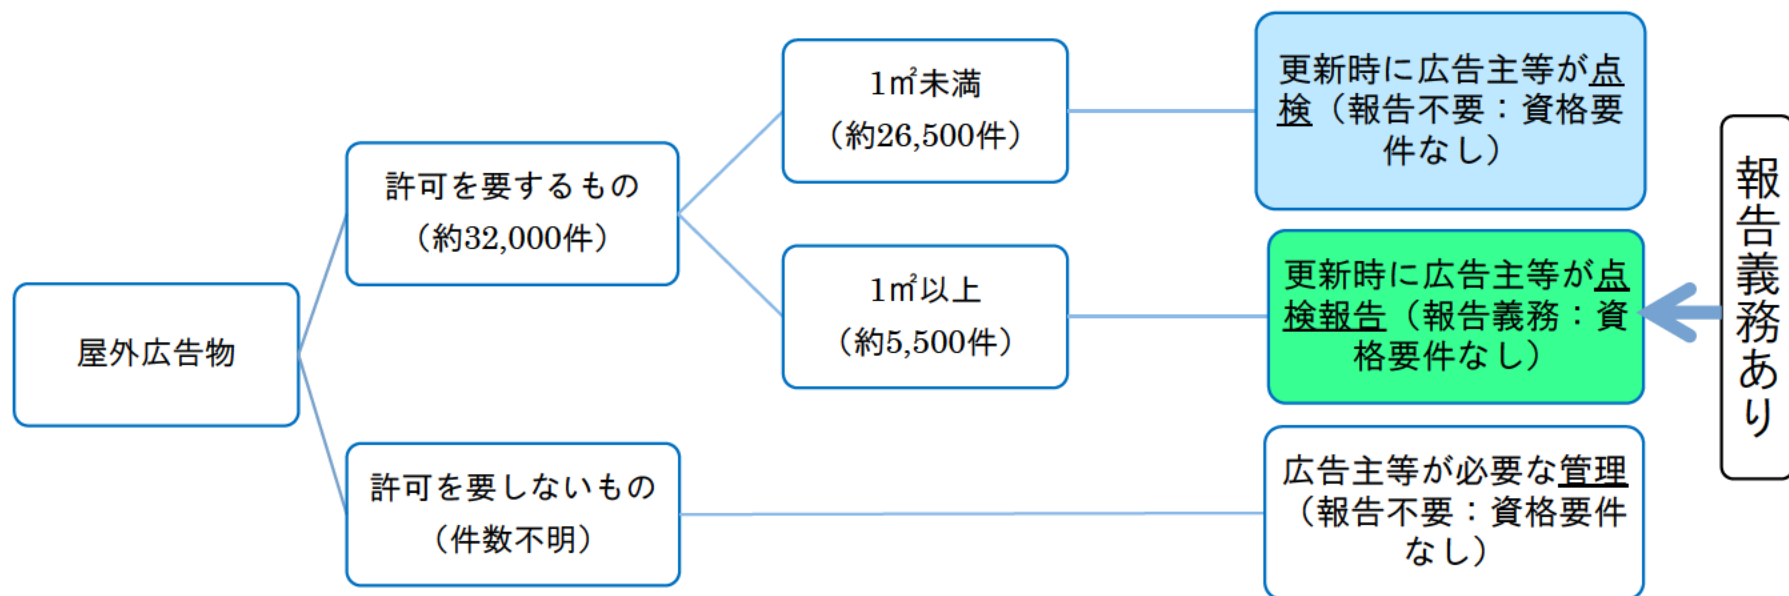 屋外広告物
許可を要するもの
（約32,000件）
許可を要しないもの
（件数不明）
1㎡未満
（約26,500件）
1㎡以上
（約5,500件）
更新時に広告主等が点
検（報告不要：資格要
件なし）
更新時に広告主等が点
検報告（報告義務：資
格要件なし）
広告主等が必要な管理
（報告不要：資格要件
なし）
報告義務あり